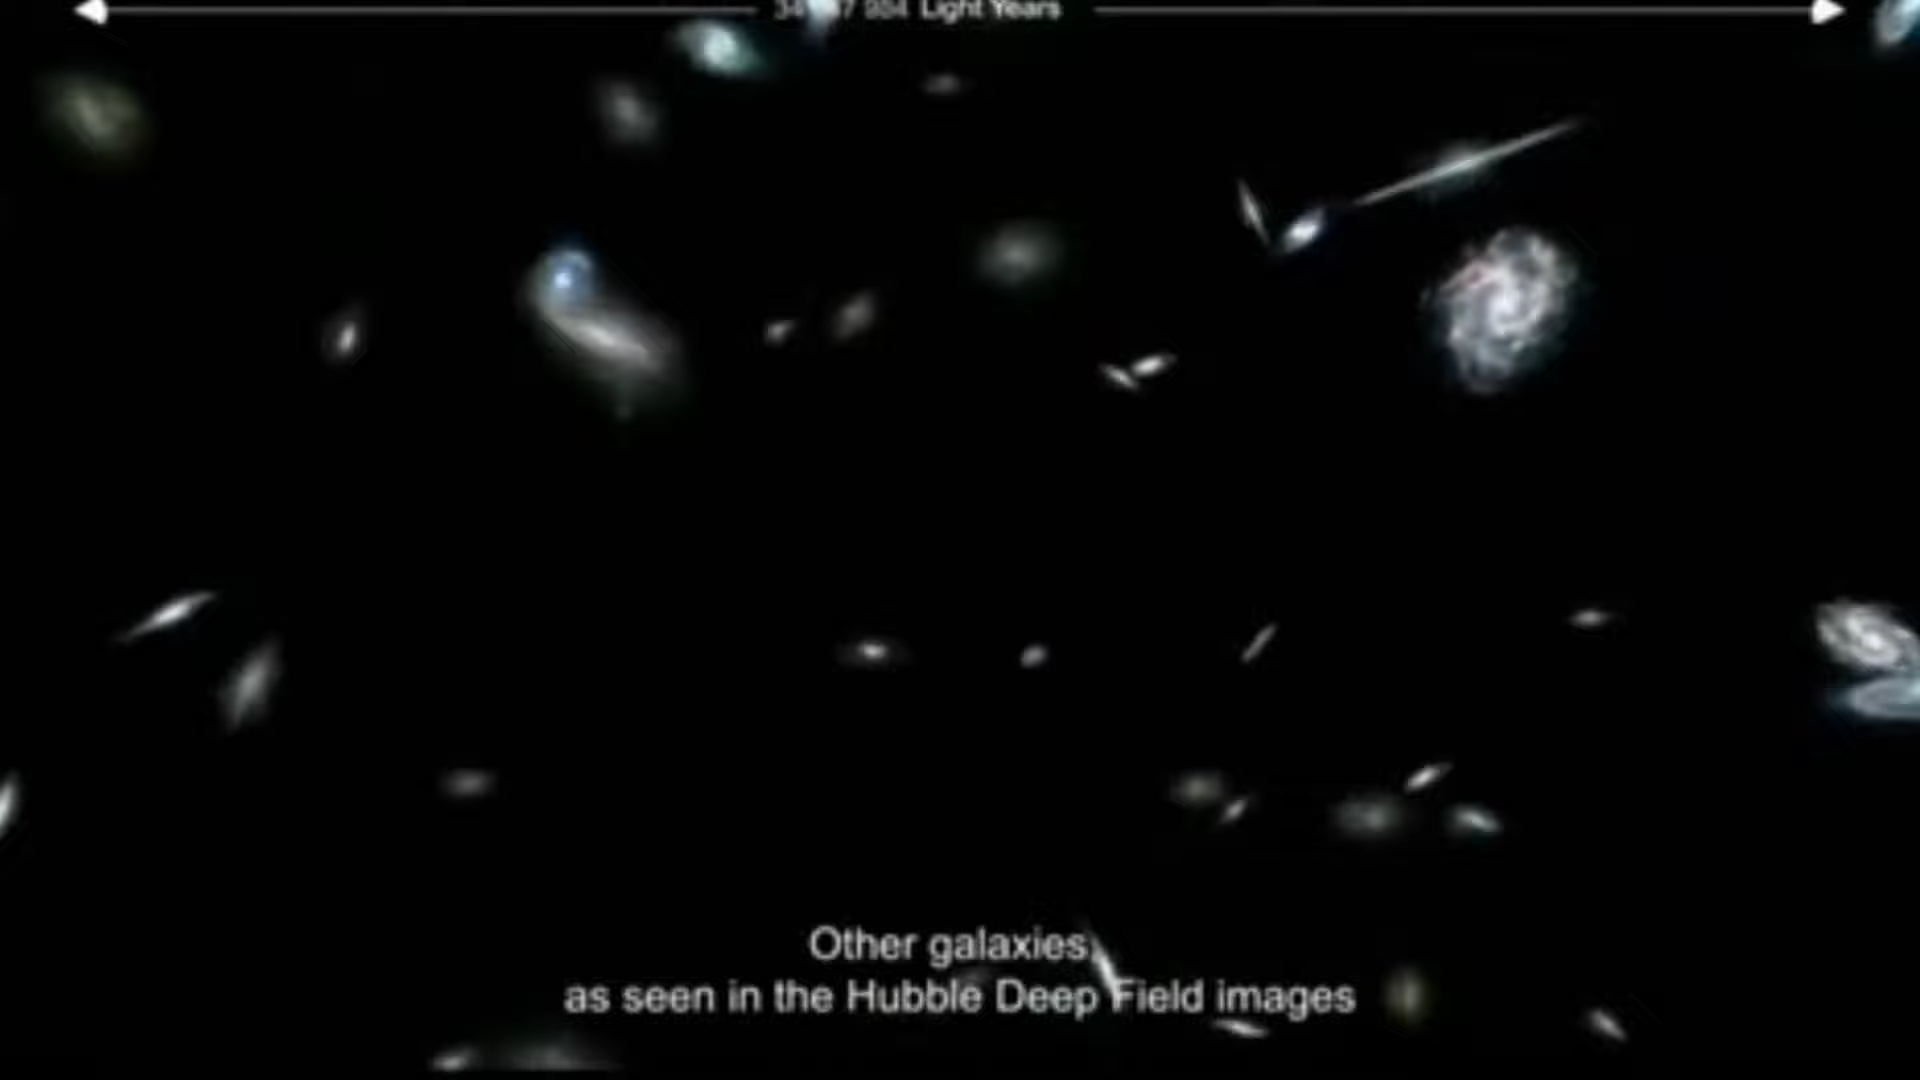 Light Years
Other galaxies,
as seen in the Hubble Deep Field images